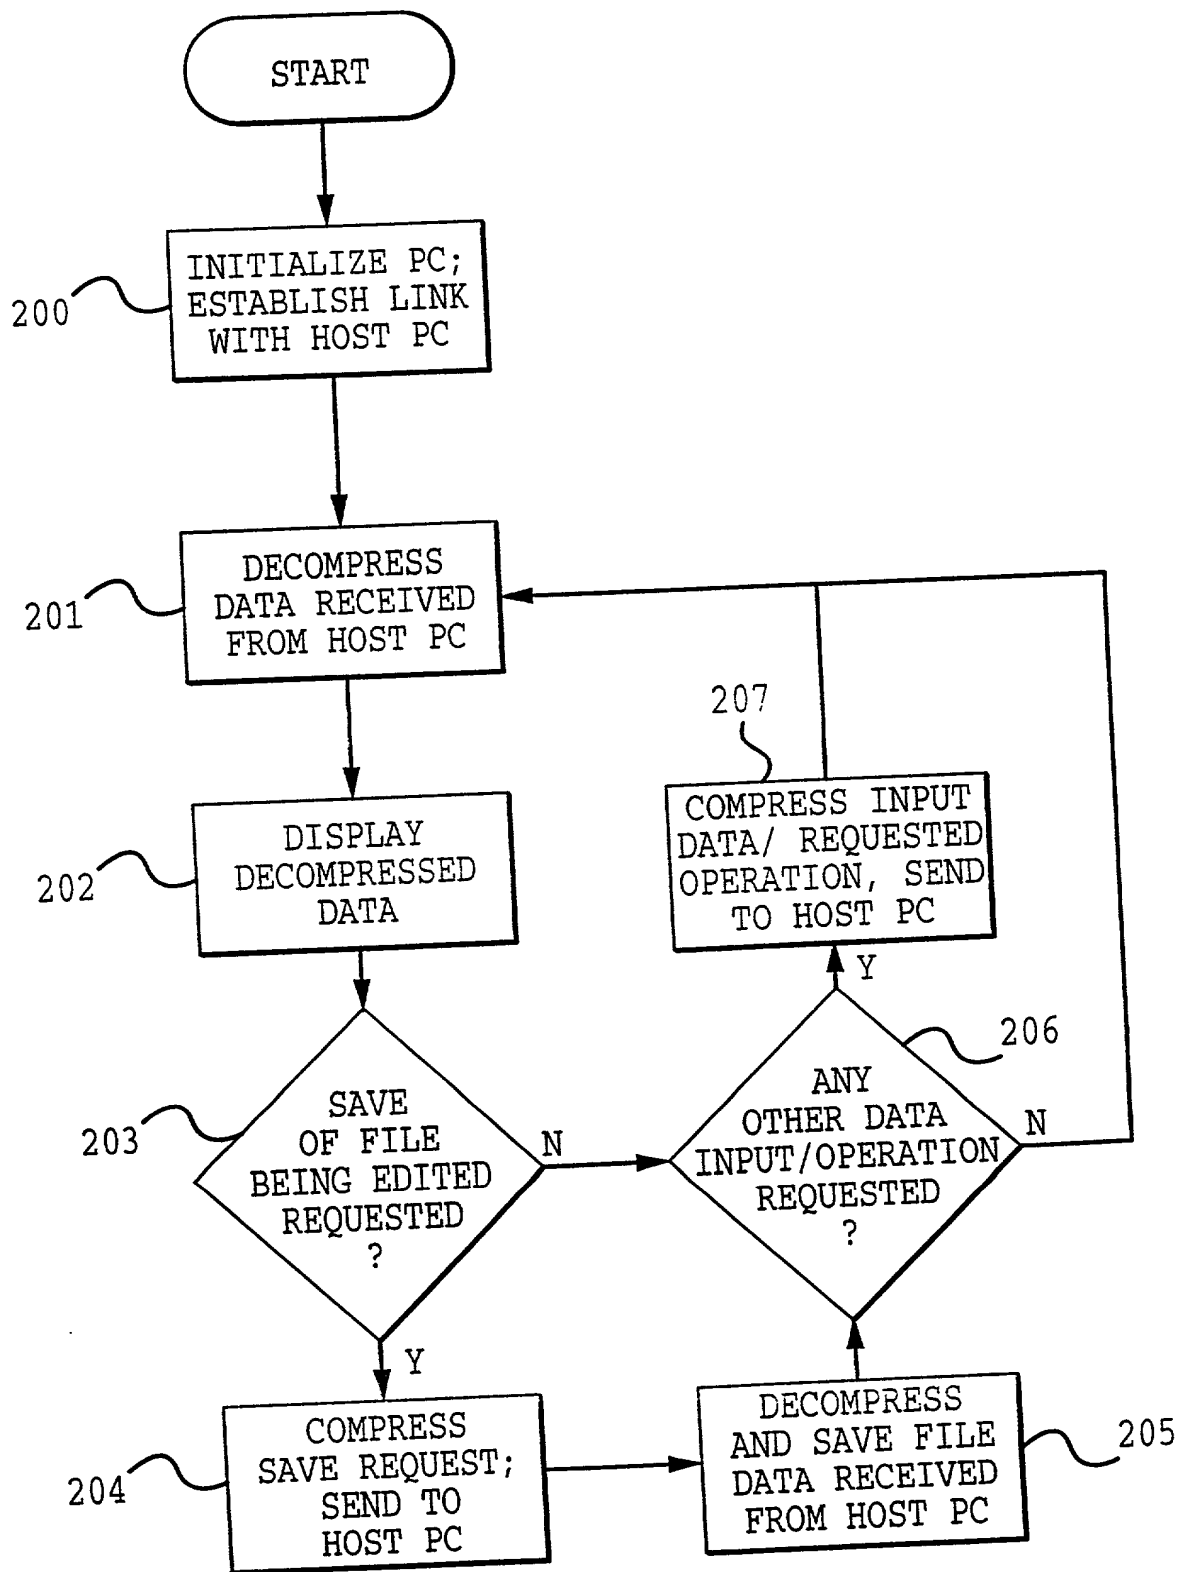 START
INITIALIZE PC;
ESTABLISH LINK
WITH HOST PC
200
DECOMPRESS
DATA RECEIVED
FROM HOST PC
201
207
COMPRESS INPUT
DATA/ REQUESTED
OPERATION, SEND
TO HOST PC
DISPLAY
DECOMPRESSED
DATA
202
Y
206
ANY
OTHER DATA
INPUT/OPERATION
REQUESTED
?
N
203
SAVE
OF FILE
BEING EDITED
REQUESTED
?
N
Y
COMPRESS
SAVE REQUEST;
SEND TO
HOST PC
204
DECOMPRESS
AND SAVE FILE
DATA RECEIVED
FROM HOST PC
205